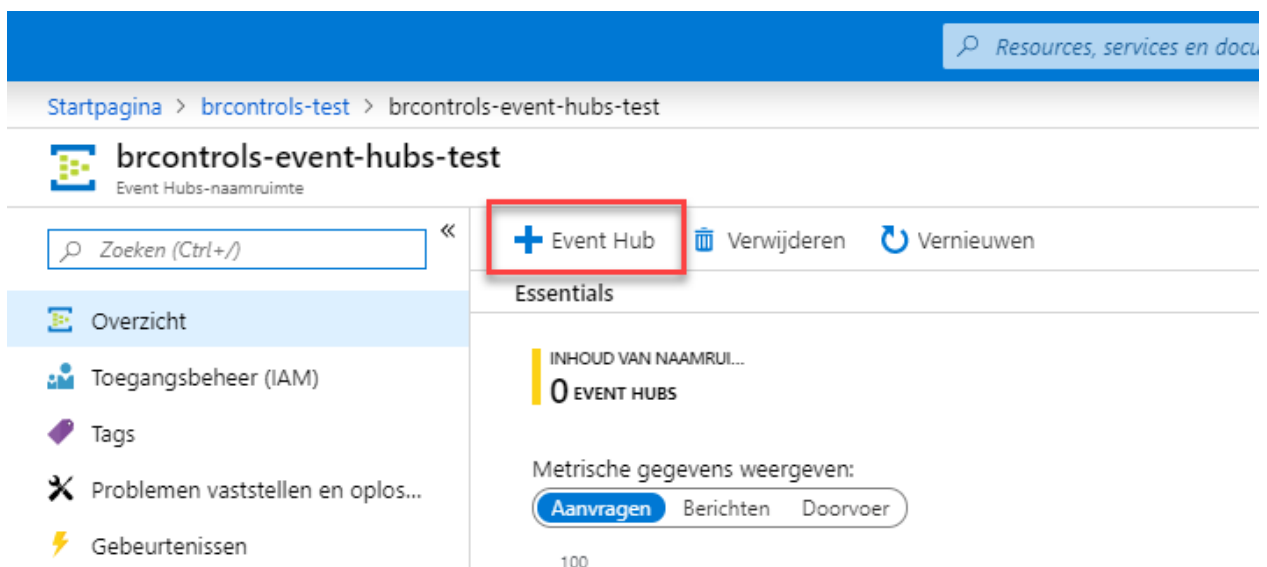 Resources, services en docu
Startpagina > brcontrols-test > brcontrols-event-hubs-test
brcontrols-event-hubs-test
Event Hubs-naamruimte
Zoeken (Ctrl+/)
«
Event Hub Verwijderen Vernieuwen
Essentials
Overzicht
Toegangsbeheer (IAM)
Tags
Problemen vaststellen en oplos...
Gebeurtenissen
INHOUD VAN NAAMRUI...
0 EVENT HUBS
Metrische gegevens weergeven:
Aanvragen Berichten Doorvoer
100